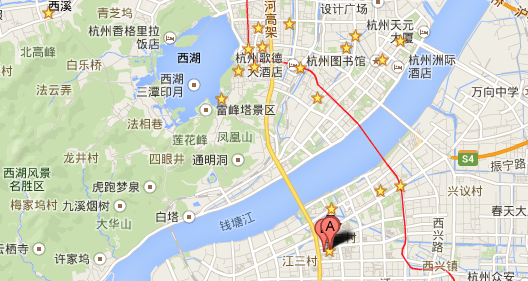 西溪
青芝坞
杭州香格里拉
饭店
北高峰
白乐桥
法云弄
西湖
三潭印月
法相巷
雷峰塔景区
莲花峰
凤凰山
龙井村
四眼井
通明洞
西湖风景
名胜区
虎跑梦泉
梅家坞村
九溪烟树
大华山
白塔
云栖寺
许家坞
钱塘江
河高架
设计广场
杭州天元
大厦
杭州歌德
大酒店
杭州图书馆
杭州洲际
酒店
万向中学
S4
振宁路
兴议村
春天大
西兴路
A
村
江三村
西兴镇
杭州众安